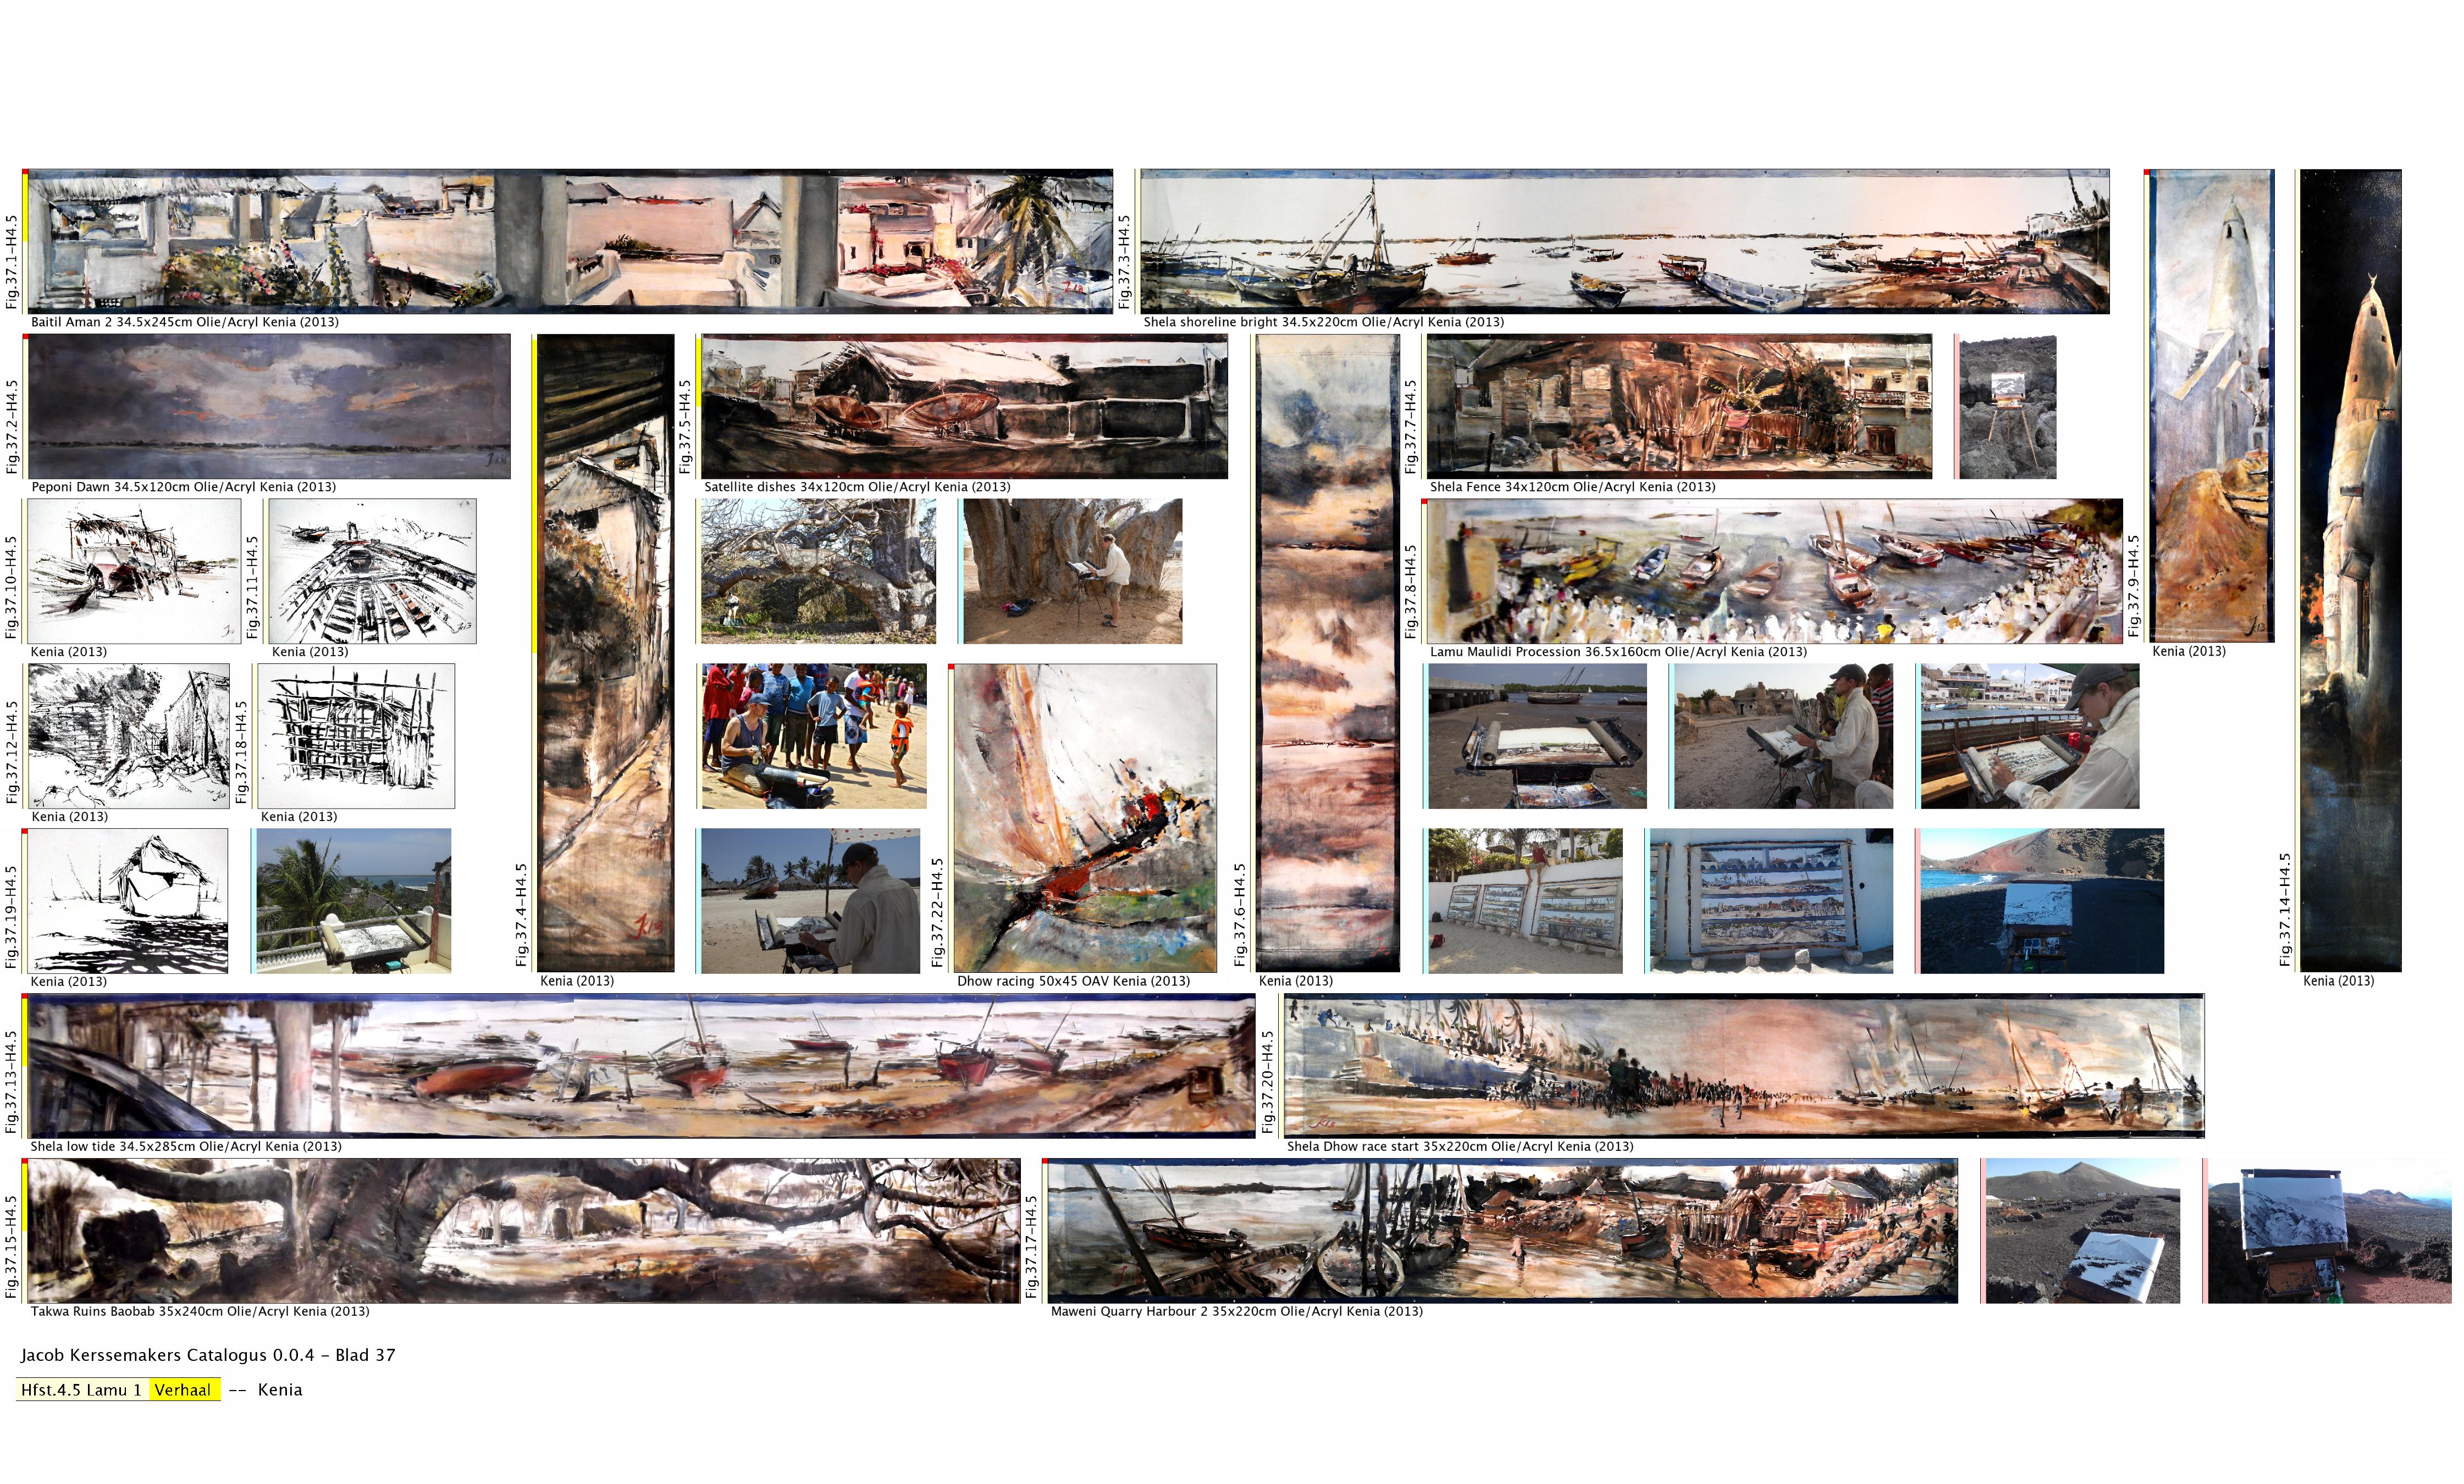 Fig.37.1-H4.5
Baitil Aman 2 34.5x245cm Olie/Acryl Kenia (2013)
Fig.37.3-H4.5
Shela shoreline bright 34.5x220cm Olie/Acryl Kenia (2013)
Fig.37.2-H4.5
Peponi Dawn 34.5x120cm Olie/Acryl Kenia (2013)
Fig.37.5-H4.5
Satellite dishes 34x120cm Olie/Acryl Kenia (2013)
Fig.37.7-H4.5
Shela Fence 34x120cm Olie/Acryl Kenia (2013)
Fig.37.10-H4.5
Kenia (2013)
Fig.37.11-H4.5
Kenia (2013)
Fig.37.8-H4.5
Lamu Maulidi Procession 36.5x160cm Olie/Acryl Kenia (2013)
Fig.37.9-H4.5
Kenia (2013)
Fig.37.12-H4.5
Kenia (2013)
Fig.37.18-H4.5
Kenia (2013)
Fig.37.19-H4.5
Kenia (2013)
Fig.37.4-H4.5
Kenia (2013)
Fig.37.22-H4.5
Dhow racing 50x45 OAV Kenia (2013)
Fig.37.6-H4.5
Kenia (2013)
Fig.37.14-H4.5
Kenia (2013)
Fig.37.13-H4.5
Shela low tide 34.5x285cm Olie/Acryl Kenia (2013)
Fig.37.20-H4.5
Shela Dhow race start 35x220cm Olie/Acryl Kenia (2013)
Fig.37.15-H4.5
Takwa Ruins Baobab 35x240cm Olie/Acryl Kenia (2013)
Fig.37.17-H4.5
Maweni Quarry Harbour 2 35x220cm Olie/Acryl Kenia (2013)
Jacob Kerssemakers Catalogus 0.0.4 - Blad 37
Hfst.4.5 Lamu 1 Verhaal -- Kenia